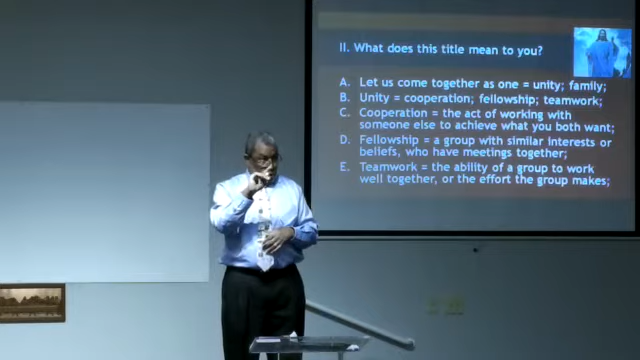 II. What does this title mean to you?
A. Let us come together as one = unity; family;
B. Unity = cooperation; fellowship; teamwork;
C. Cooperation = the act of working with
someone else to achieve what you both want;
D. Fellowship = a group with similar interests or
beliefs, who have meetings together;
E. Teamwork = the ability of a group to work
well together, or the effort the group makes;